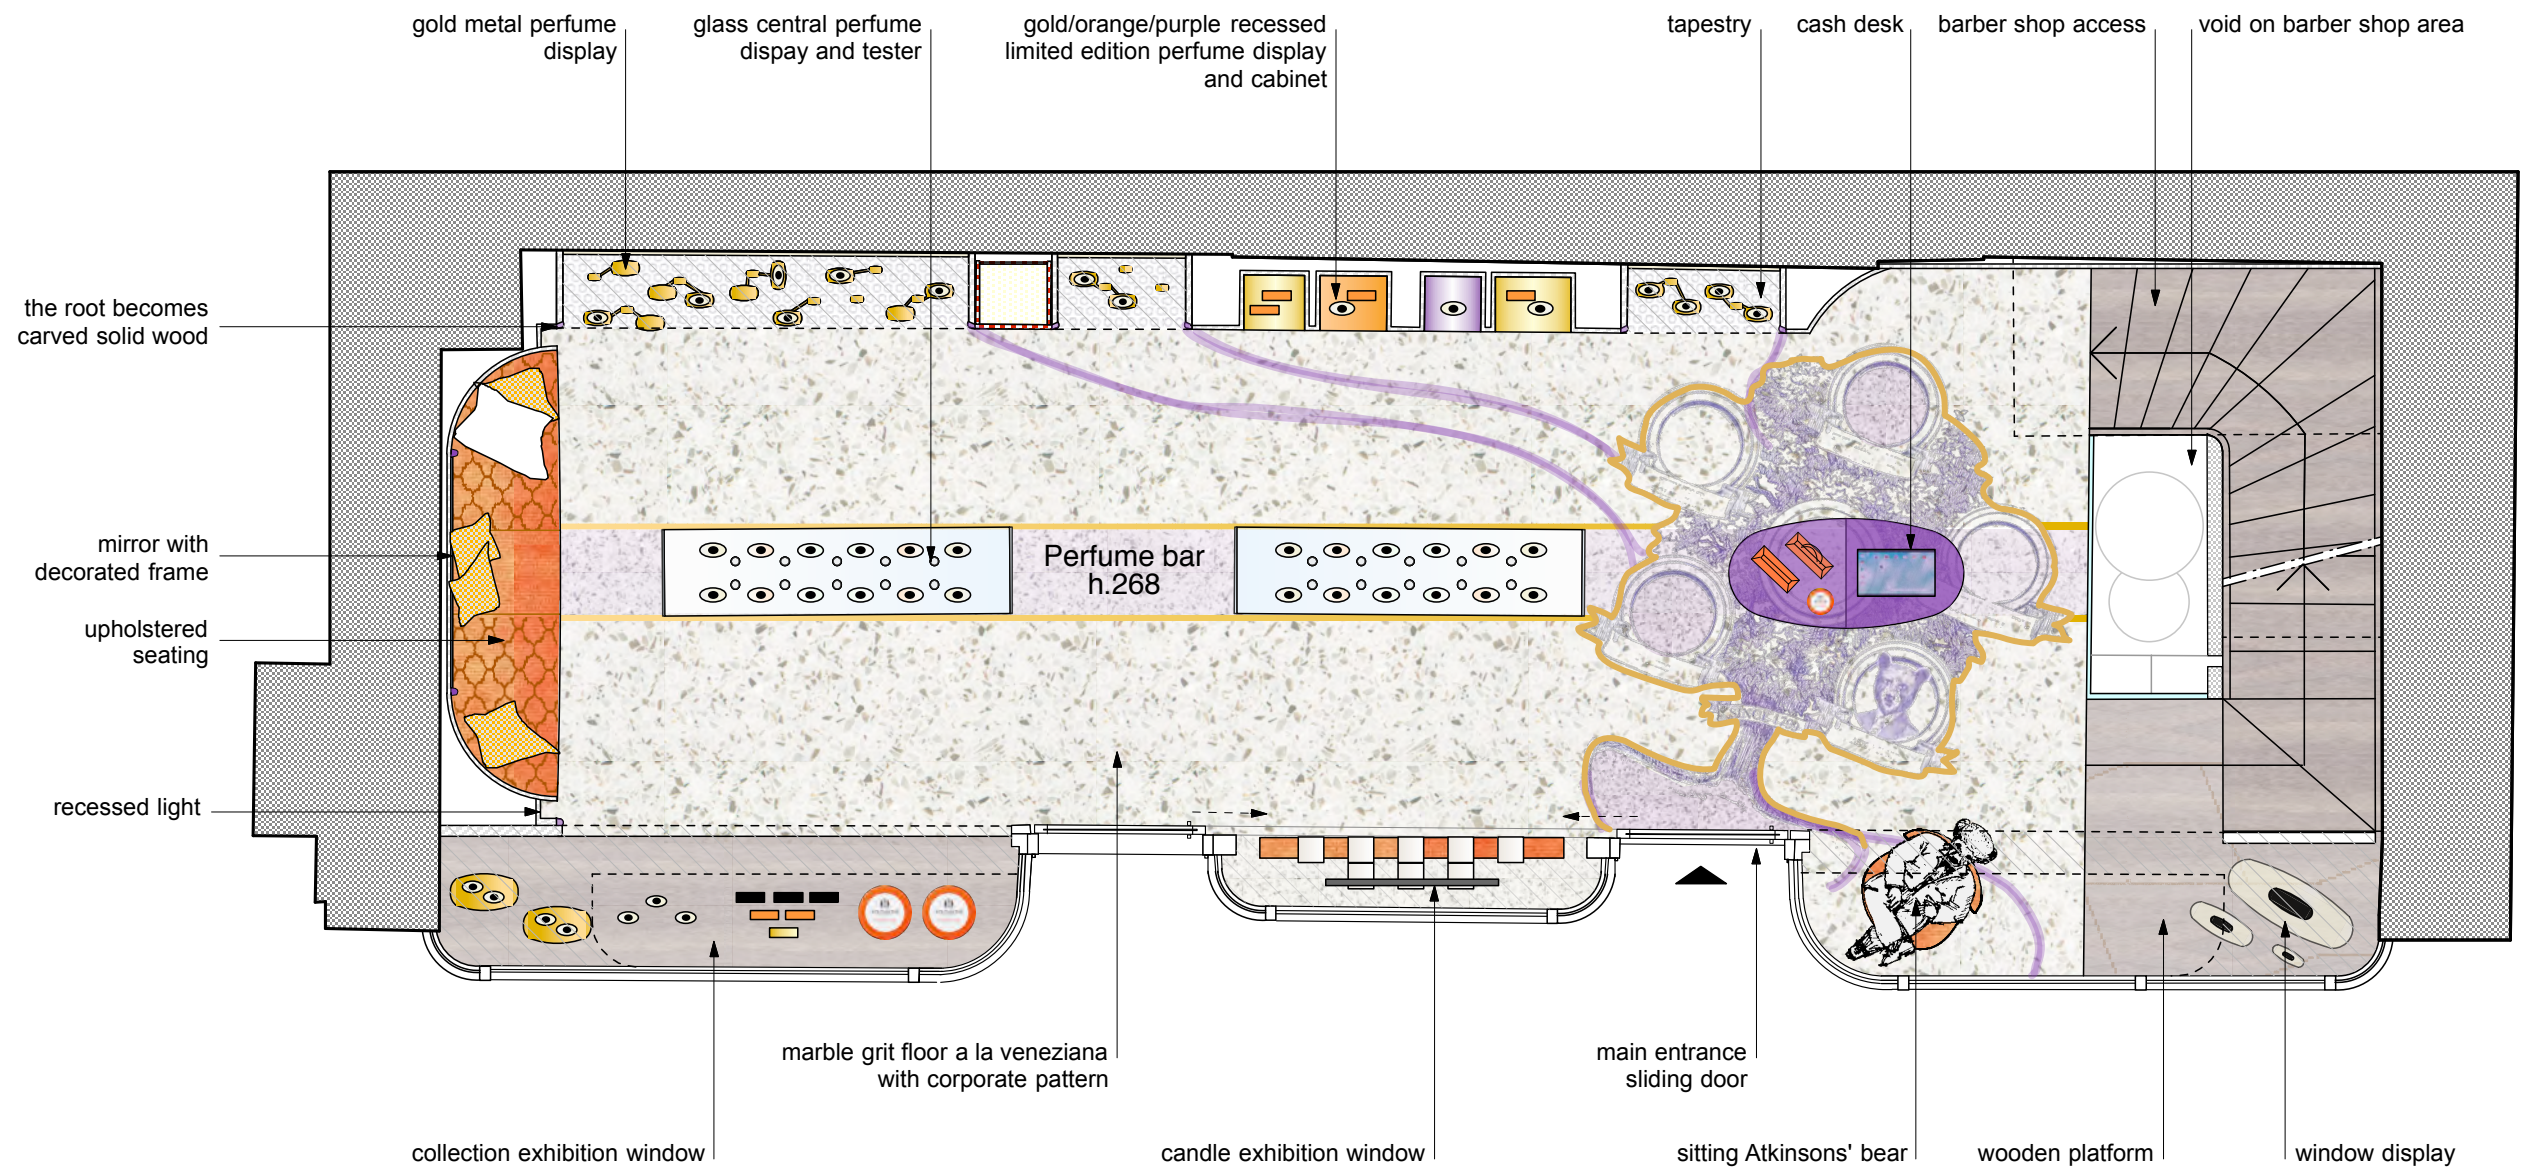 gold metal perfume
display
glass central perfume
dispay and tester
gold/orange/purple recessed
limited edition perfume display
and cabinet
tapestry
cash desk
barber shop access
void on barber shop area
the root becomes
carved solid wood
mirror with
decorated frame
Perfume bar
h.268
upholstered
seating
recessed light
marble grit floor a la veneziana
with corporate pattern
main entrance
sliding door
collection exhibition window
candle exhibition window
sitting Atkinsons' bear
wooden platform
window display